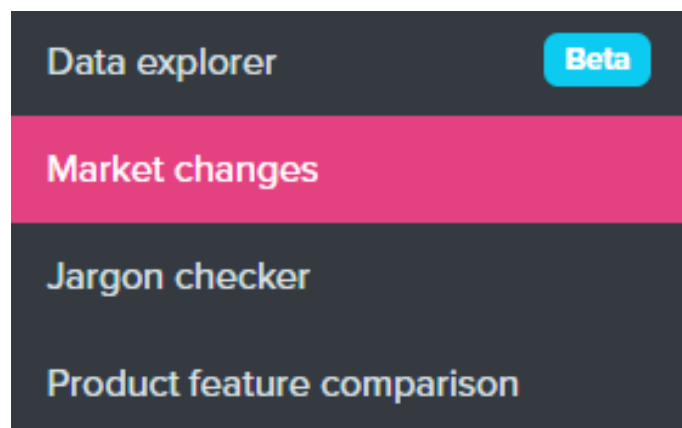 Data explorer Beta
Market changes
Jargon checker
Product feature comparison